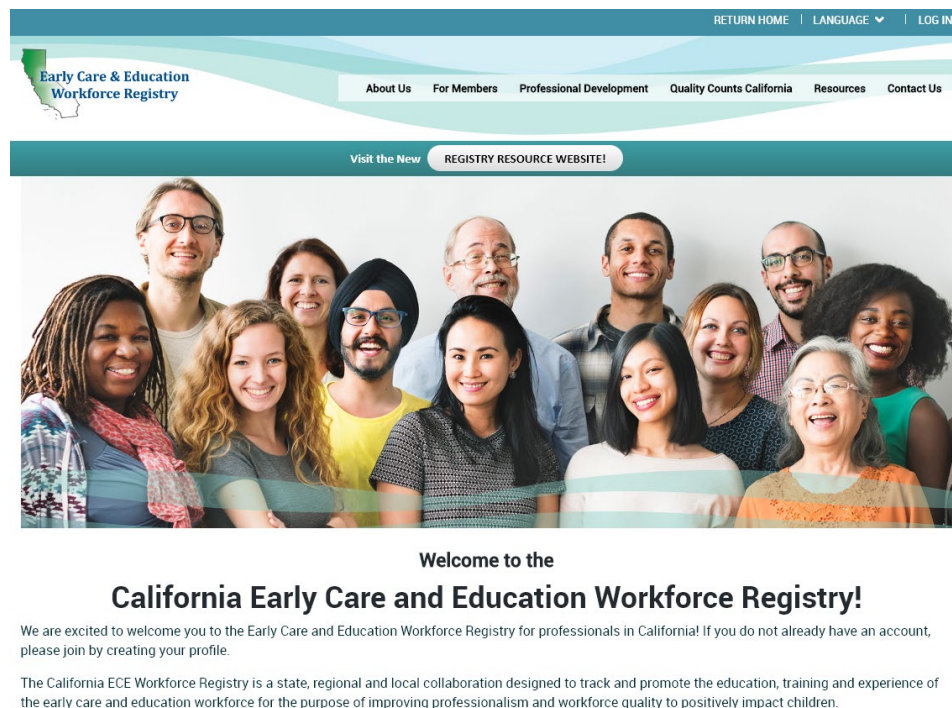 RETURN HOME | LANGUAGE | LOG IN
Early Care & Education
Workforce Registry
About Us For Members Professional Development Quality Counts California Resources Contact Us
Visit the New REGISTRY RESOURCE WEBSITE!
Welcome to the
California Early Care and Education Workforce Registry!
We are excited to welcome you to the Early Care and Education Workforce Registry for professionals in California! If you do not already have an account,
please join by creating your profile.
The California ECE Workforce Registry is a state, regional and local collaboration designed to track and promote the education, training and experience of
the early care and education workforce for the purpose of improving professionalism and workforce quality to positively impact children.